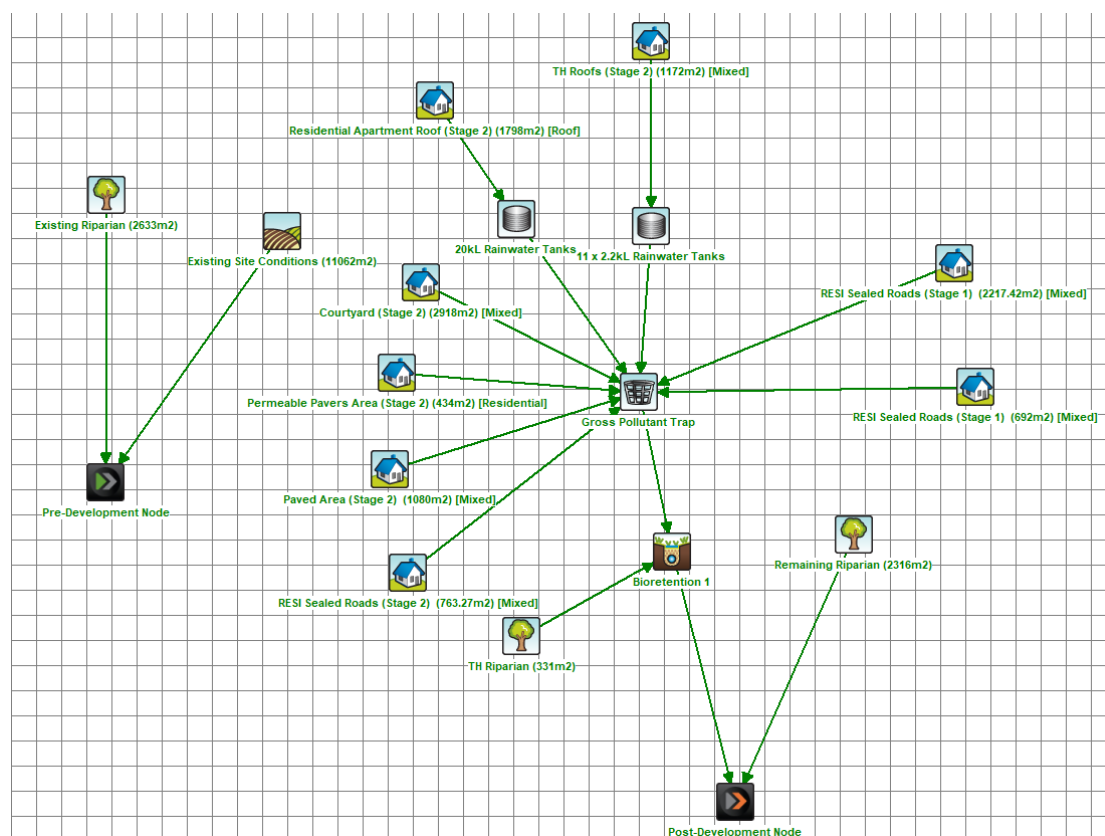 TH Roofs (Stage 2) (1172m2) [Mixed]
Residential Apartment Roof (Stage 2) (1798m2) [Roof]
Existing Riparian (2633m2)
Existing Site Conditions (11062m2)
20kL Rainwater Tanks
11 x 2.2kL Rainwater Tanks
RESI Sealed Roads (Stage 1) (2217.42m2) [Mixed]
Courtyard (Stage 2) (2918m2) [Mixed]
Permeable Pavers Area (Stage 2) (434m2) [Residential]
Gross Pollutant Trap
RESI Sealed Roads (Stage 1) (692m2) [Mixed]
Paved Area (Stage 2) (1080m2) [Mixed]
Pre-Development Node
Remaining Riparian (2316m2)
Bioretention 1
RESI Sealed Roads (Stage 2) (763.27m2) [Mixed]
TH Riparian (331m2)
Post-Development Node